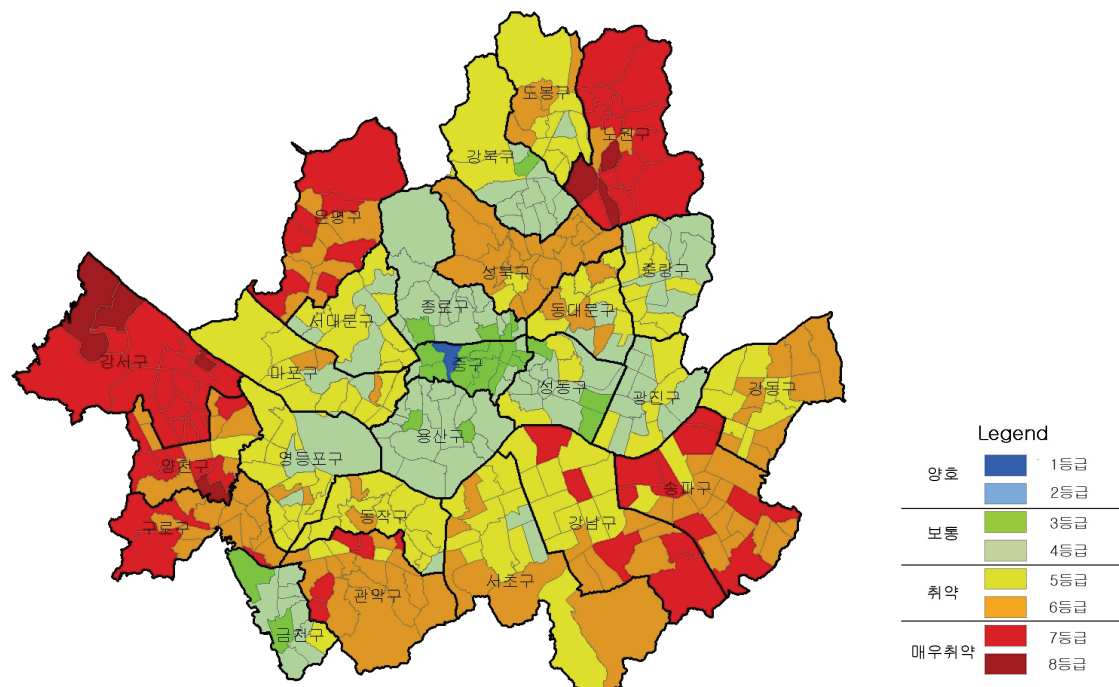 도봉구
노원구
강북구
은평구
성북구
중랑구
종로구
동대문구
서대문구
강서구
중구
마포구
성동구
강동구
광진구
용산구
영등포구
양천구
송파구
동작구
강남구
구로구
서초구
관악구
금천구
Legend
양호
1등급
2등급
보통
3등급
4등급
취약
5등급
6등급
매우취약
7등급
8등급